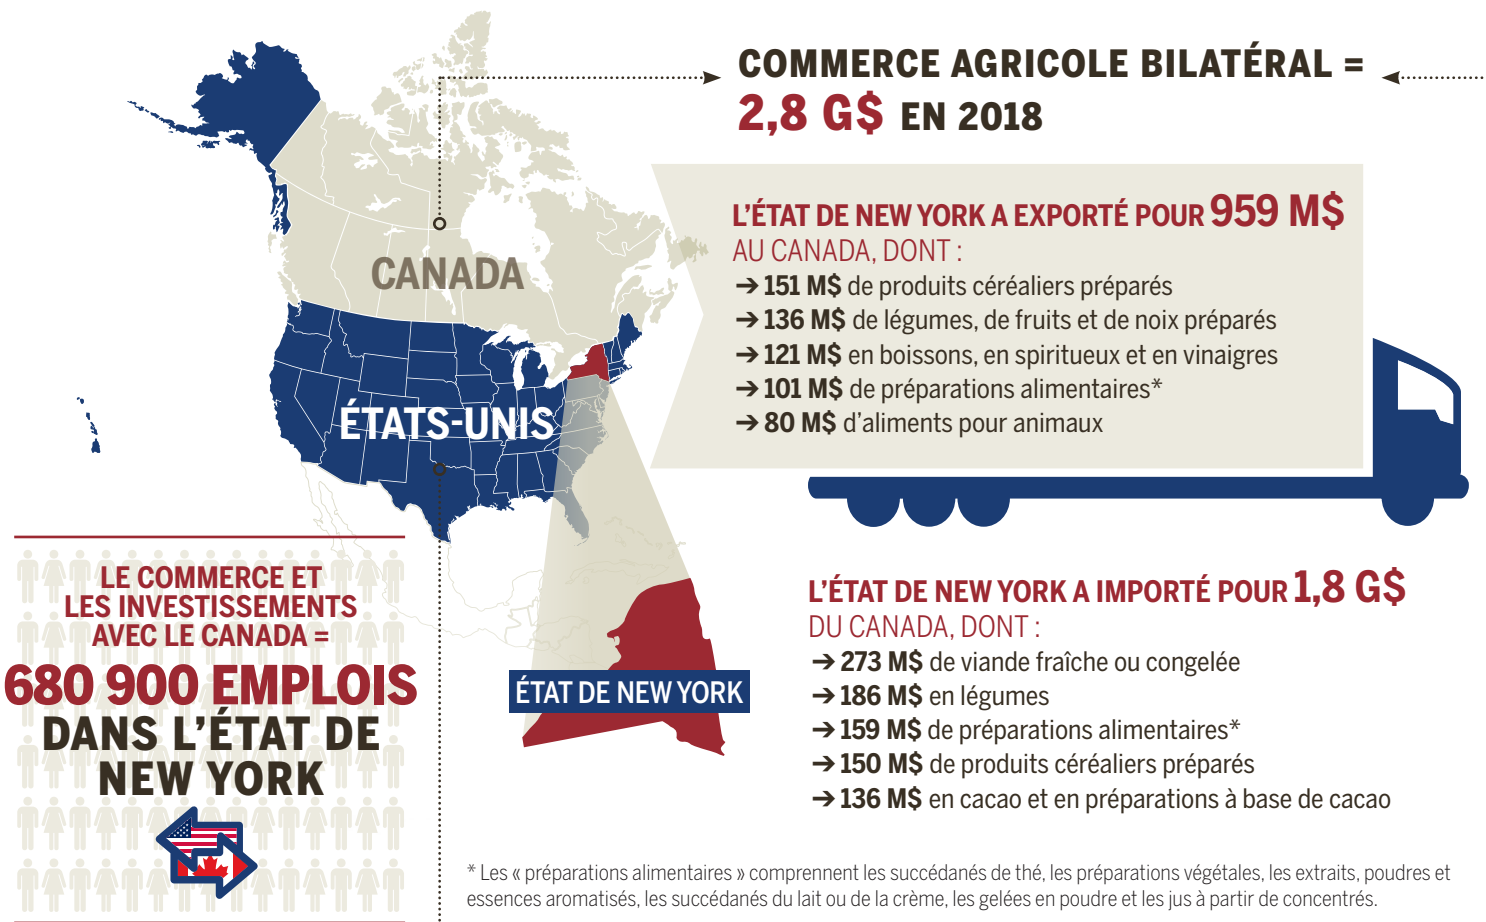 COMMERCE AGRICOLE BILATÉRAL =
2,8 G$ EN 2018
L'ÉTAT DE NEW YORK A EXPORTÉ POUR 959 M$
AU CANADA, DONT :
➔ 151 M$ de produits céréaliers préparés
➔ 136 M$ de légumes, de fruits et de noix préparés
➔ 121 M$ en boissons, en spiritueux et en vinaigres
➔ 101 M$ de préparations alimentaires*
➔ 80 M$ d'aliments pour animaux
CANADA
ÉTATS-UNIS
ÉTAT DE NEW YORK
LE COMMERCE ET
LES INVESTISSEMENTS
AVEC LE CANADA =
680 900 EMPLOIS
DANS L'ÉTAT DE
NEW YORK
L'ÉTAT DE NEW YORK A IMPORTÉ POUR 1,8 G$
DU CANADA, DONT :
➔ 273 M$ de viande fraîche ou congelée
➔ 186 M$ en légumes
➔ 159 M$ de préparations alimentaires*
➔ 150 M$ de produits céréaliers préparés
➔ 136 M$ en cacao et en préparations à base de cacao
* Les « préparations alimentaires » comprennent les succédanés de thé, les préparations végétales, les extraits, poudres et
essences aromatisés, les succédanés du lait ou de la crème, les gelées en poudre et les jus à partir de concentrés.